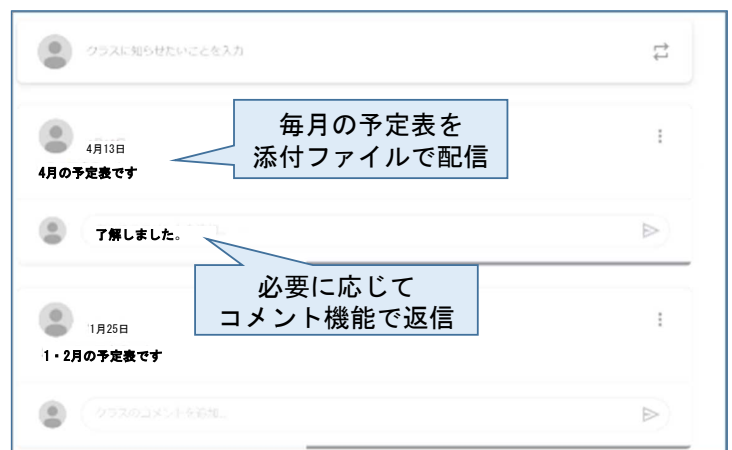 クラスに知らせたいことを入力
毎月の予定表を
添付ファイルで配信
4月13日
4月の予定表です
了解しました。
必要に応じて
コメント機能で返信
1月25日
1・2月の予定表です
クラスのコメントを追加…